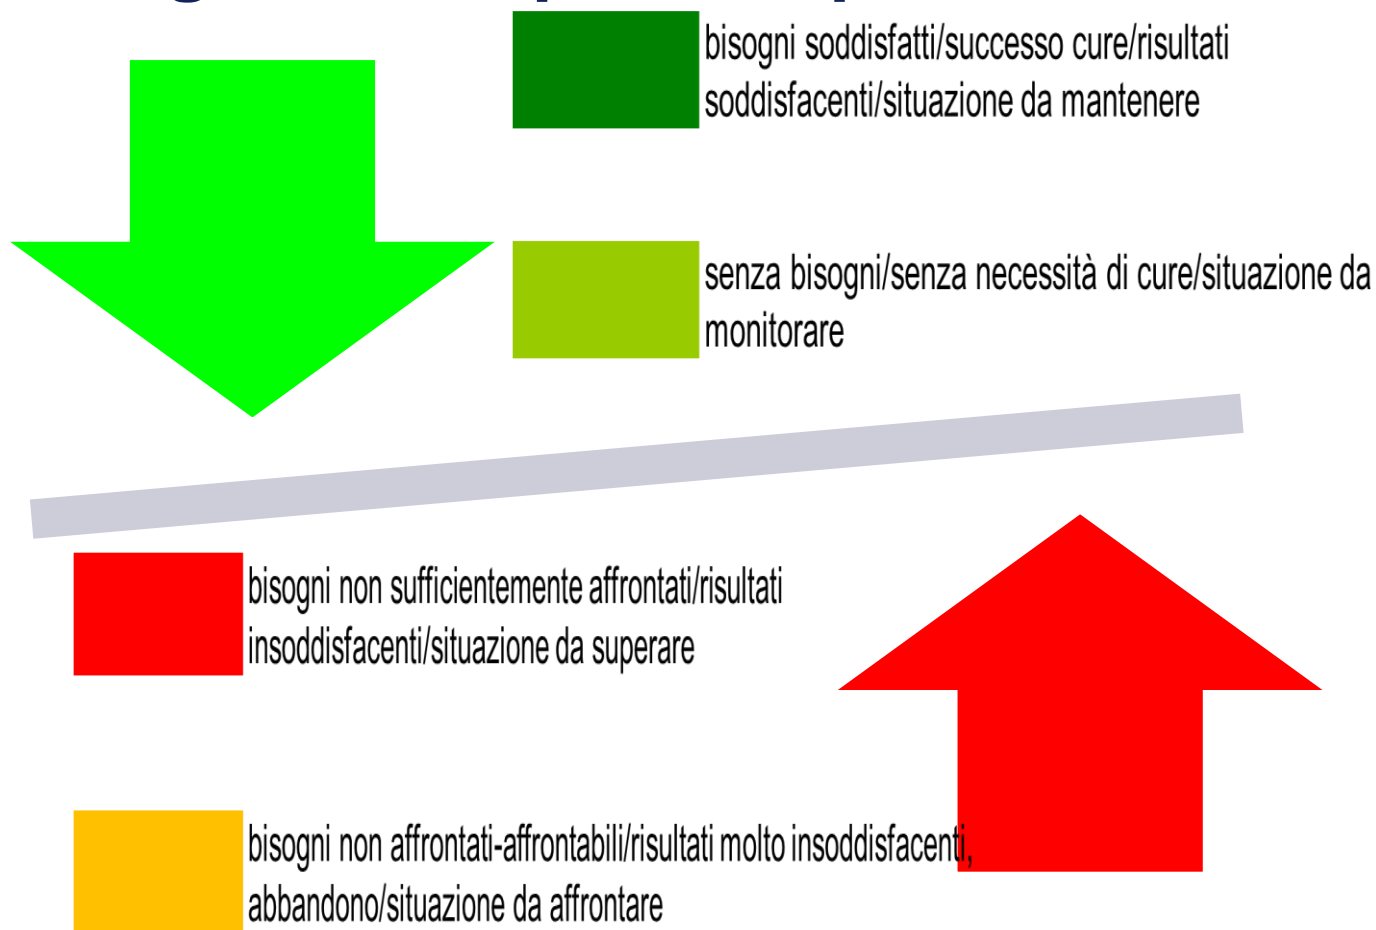 bisogni soddisfatti/successo cure/risultati
soddisfacenti/situazione da mantenere
senza bisogni/senza necessità di cure/situazione da
monitorare
bisogni non sufficientemente affrontati/risultati
insoddisfacenti/situazione da superare
bisogni non affrontati-affrontabili/risultati molto insoddisfacenti,
abbandono/situazione da affrontare